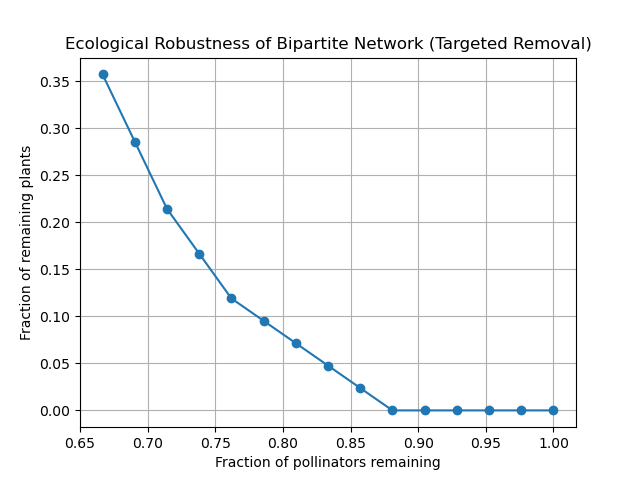 Ecological Robustness of Bipartite Network (Targeted Removal)
Fraction of remaining plants
0.35
0.30
0.25
0.20
0.15
0.10
0.05
0.00
0.65 0.70 0.75 0.80 0.85 0.90 0.95 1.00
Fraction of pollinators remaining